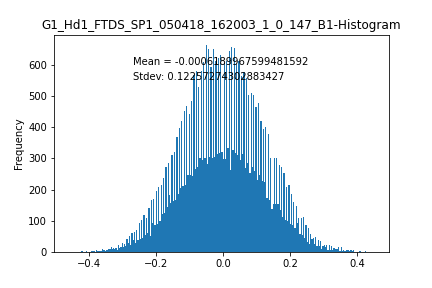 G1_Hd1_FTDS_SP1_050418_162003_1_0_147_B1-Histogram
Mean = -0.0006189967599481592
Stdev: 0.12257274302883427
Frequency
600
500
400
300
200
100
0
−0.4 −0.2 0.0 0.2 0.4